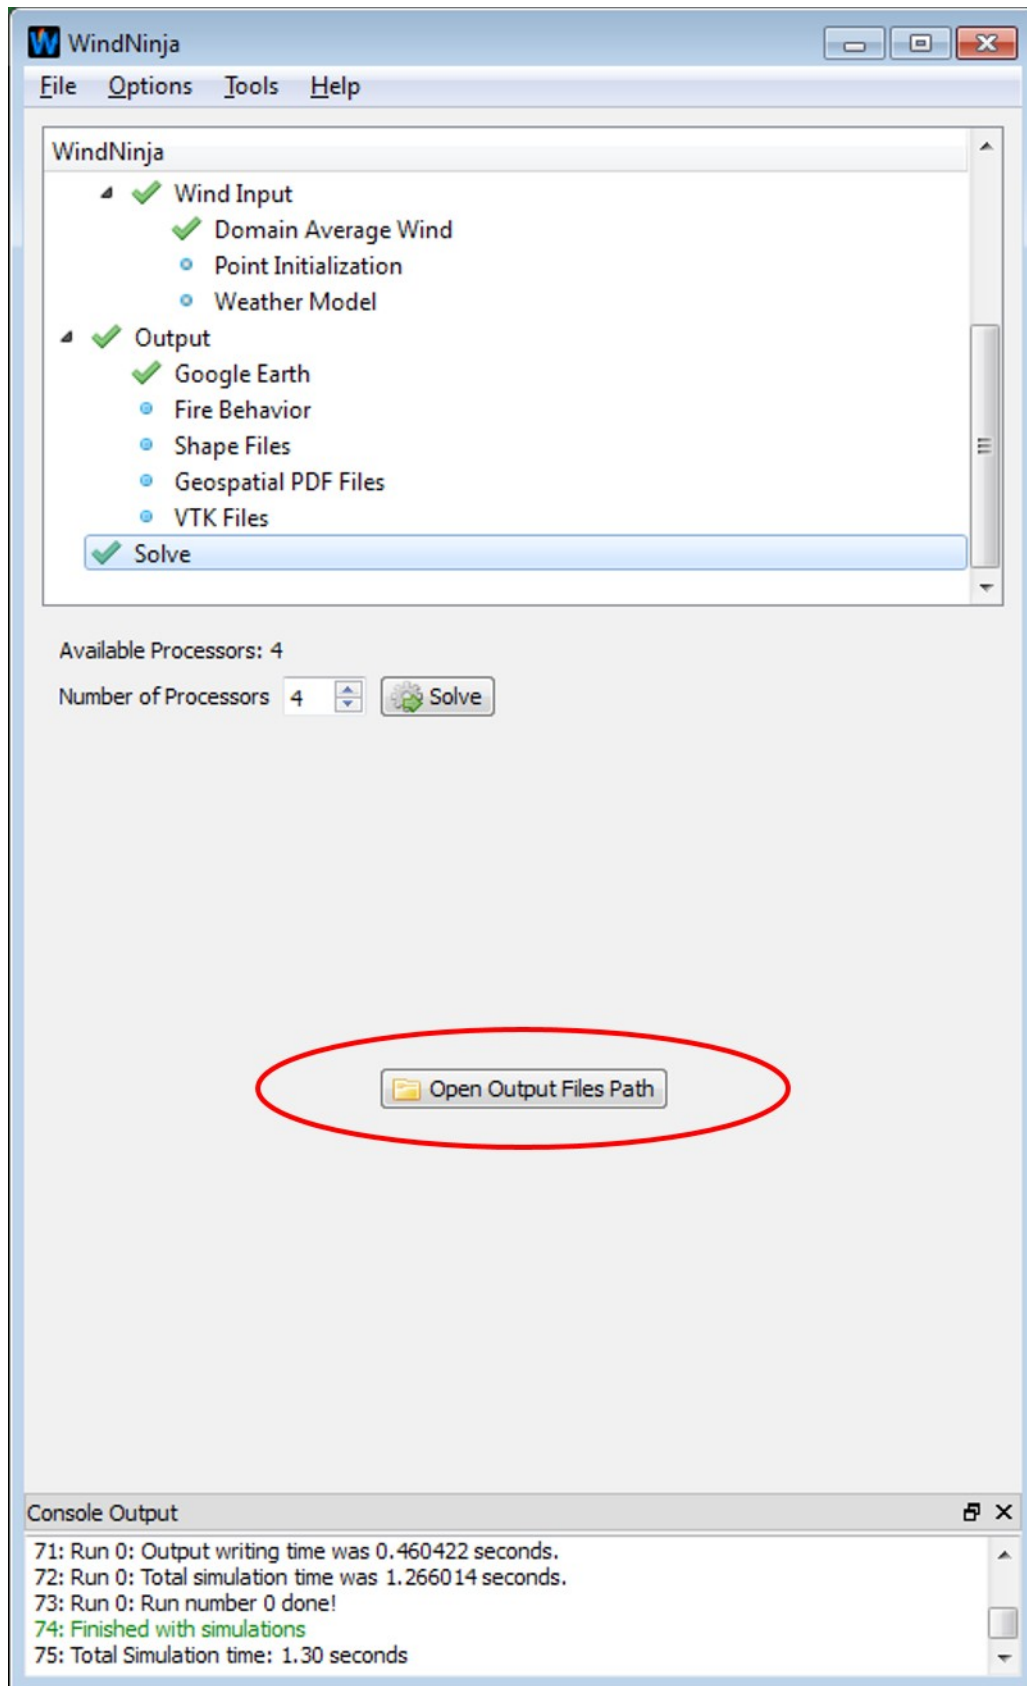 WindNinja
File Options Tools Help
WindNinja
Wind Input
Domain Average Wind
Point Initialization
Weather Model
Output
Google Earth
Fire Behavior
Shape Files
Geospatial PDF Files
VTK Files
Solve
Available Processors: 4
Number of Processors 4 Solve
Open Output Files Path
Console Output
71: Run 0: Output writing time was 0.460422 seconds.
72: Run 0: Total simulation time was 1.266014 seconds.
73: Run 0: Run number 0 done!
74: Finished with simulations
75: Total Simulation time: 1.30 seconds